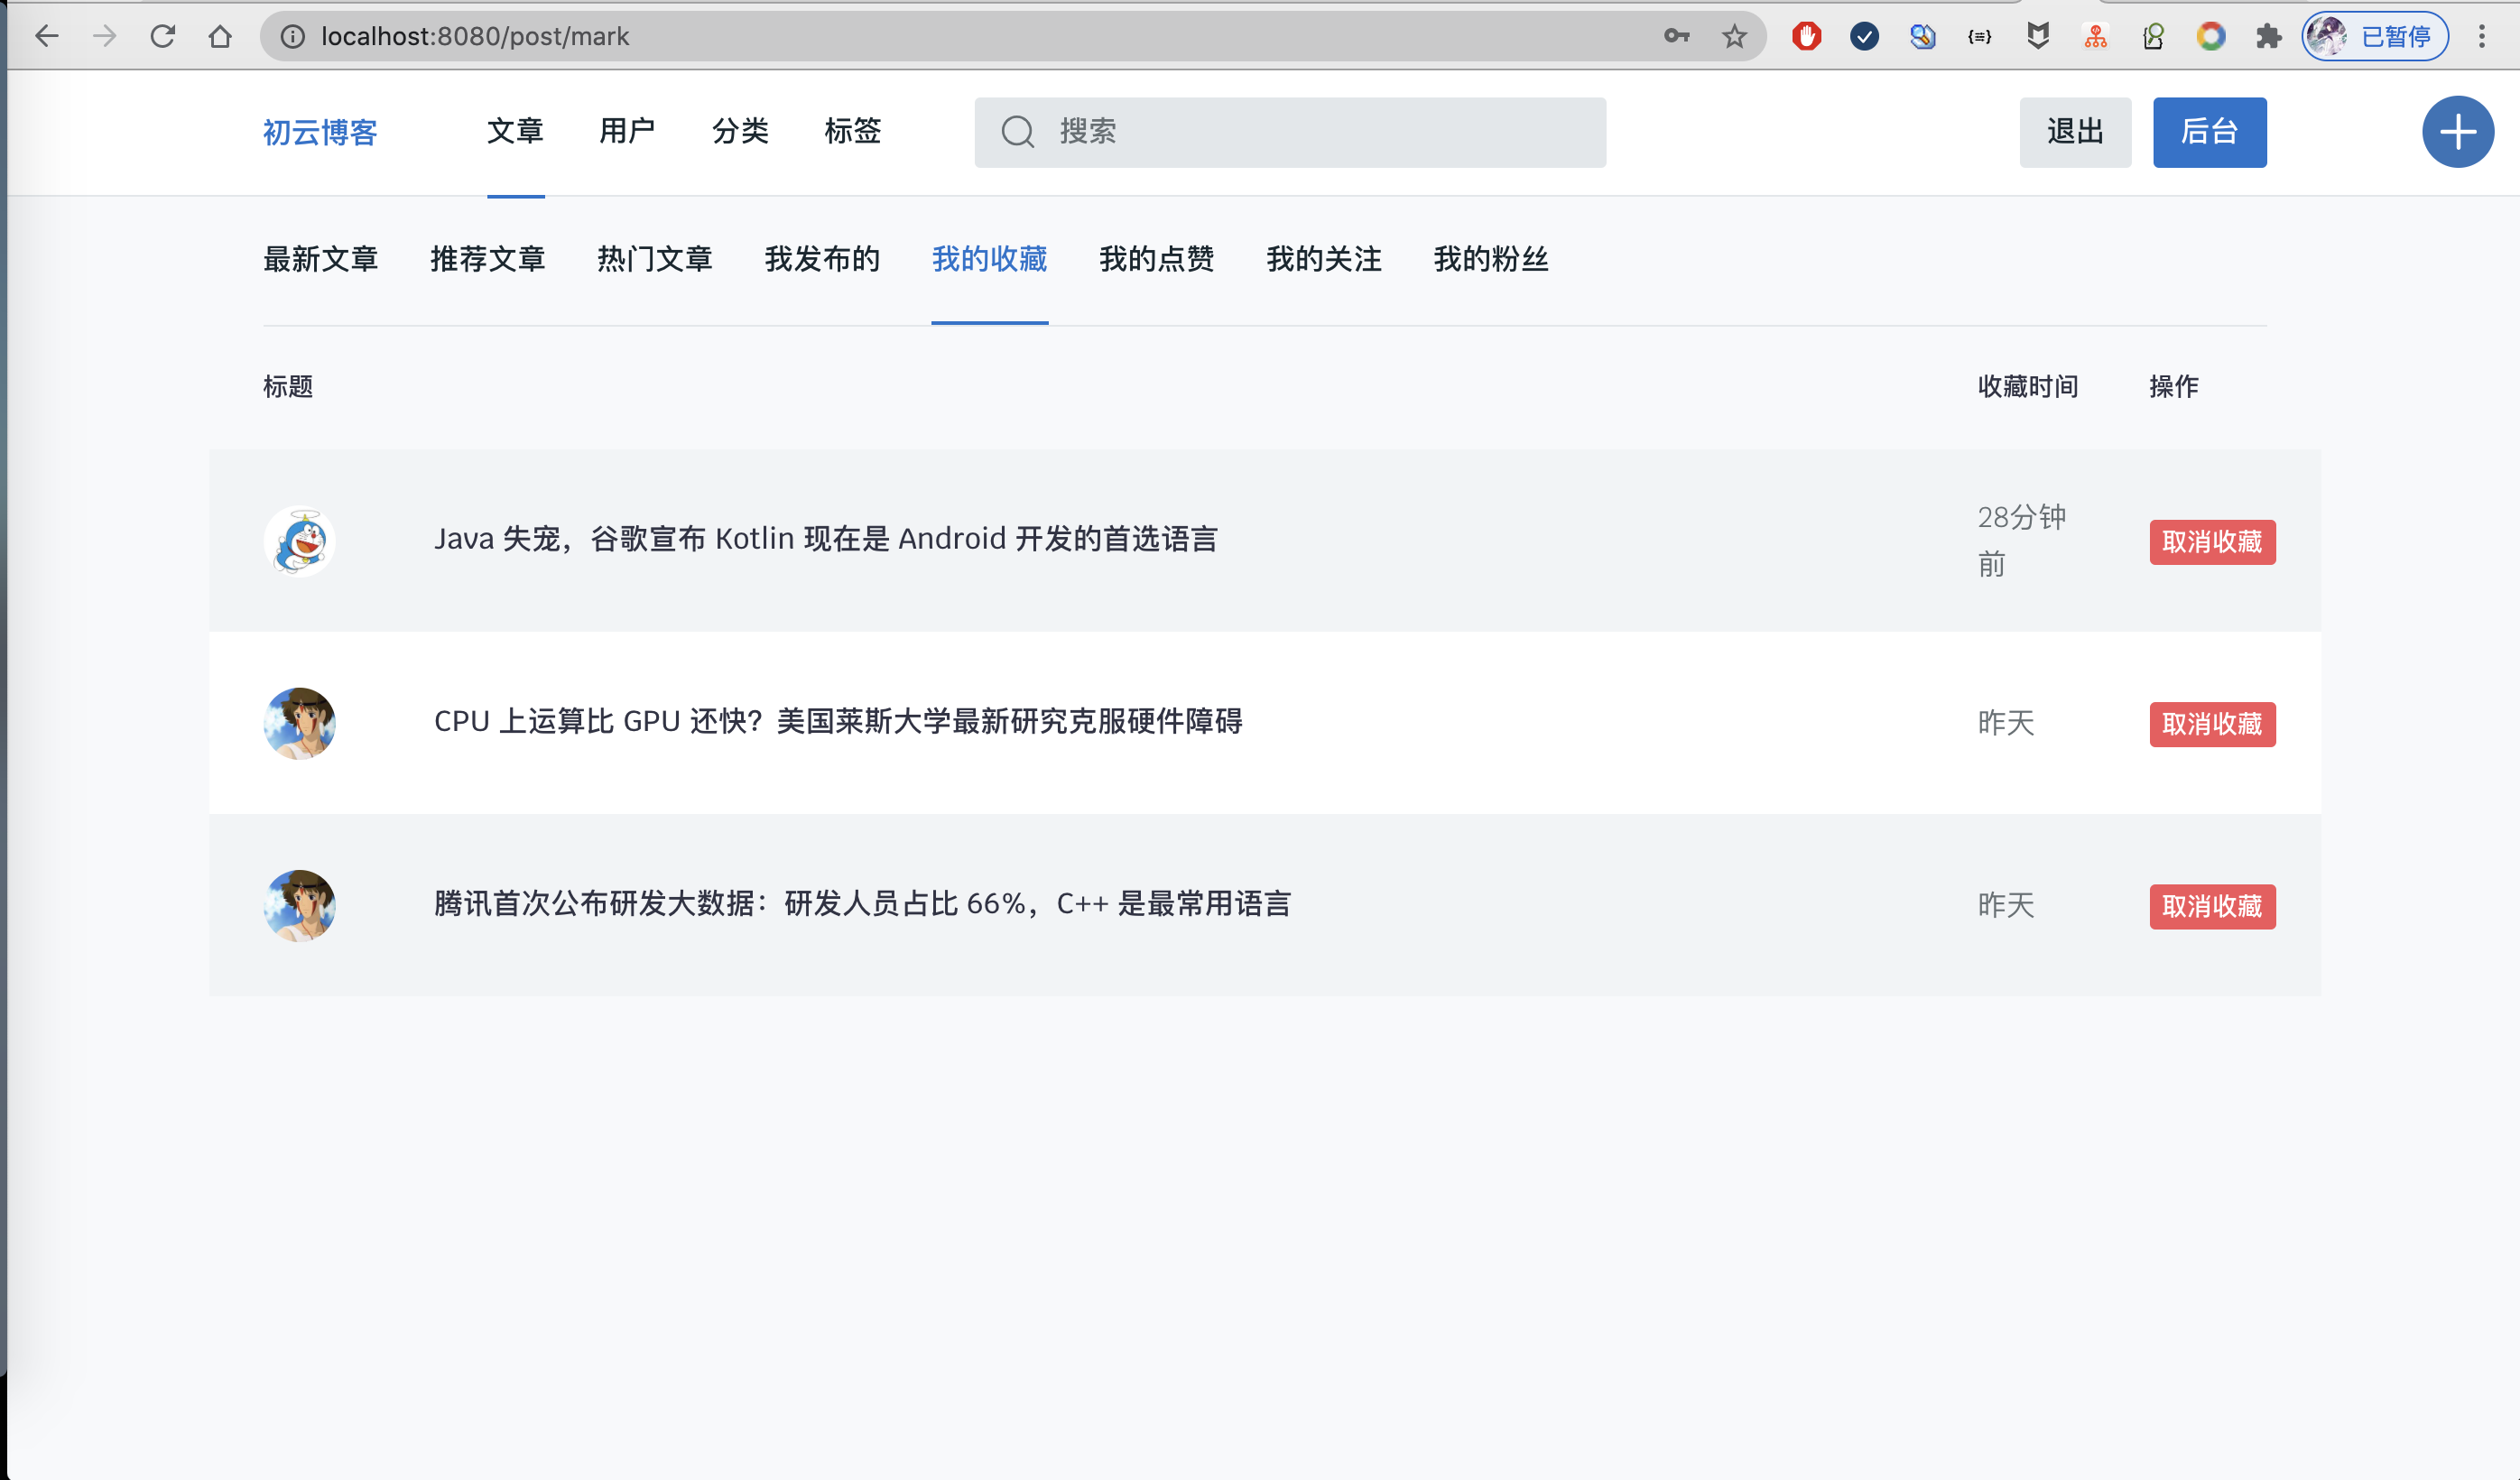 localhost:8080/post/mark
已暂停
初云博客
文章
用户
分类
标签
搜索
退出
后台
最新文章
推荐文章
热门文章
我发布的
我的收藏
我的点赞
我的关注
我的粉丝
标题
收藏时间
操作
Java 失宠，谷歌宣布 Kotlin 现在是 Android 开发的首选语言
28分钟
前
取消收藏
CPU 上运算比 GPU 还快？美国莱斯大学最新研究克服硬件障碍
昨天
取消收藏
腾讯首次公布研发大数据：研发人员占比 66%，C++ 是最常用语言
昨天
取消收藏